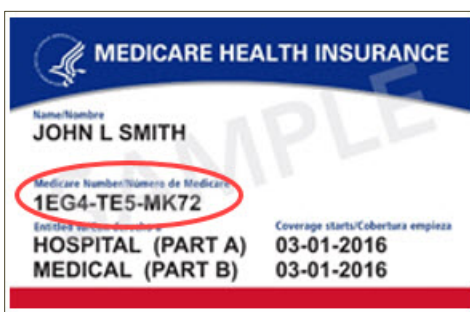 MEDICARE HEALTH INSURANCE
Name/Nombre
JOHN L SMITH
Medicare Number/Número de Medicare
1EG4-TE5-MK72
Entitled to/Con derecho a
HOSPITAL (PART A)
Coverage starts/Cobertura empieza
03-01-2016
MEDICAL (PART B)
03-01-2016
SAMPLE